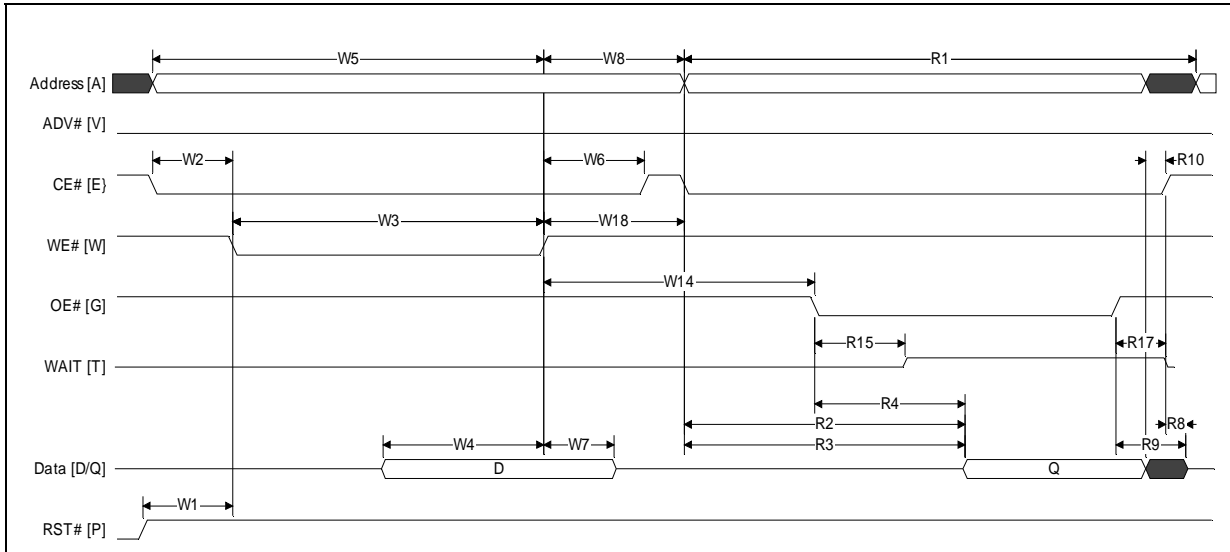 W5 W8 R1
Address [A]
ADV# [V]
W2 W6 R10
CE# [E}
W3 W18
WE# [W]
W14
OE# [G]
R15 R17
WAIT [T]
R4
R2 R8
R3 R9
W4 W7
Data [D/Q] D Q
W1
RST# [P]